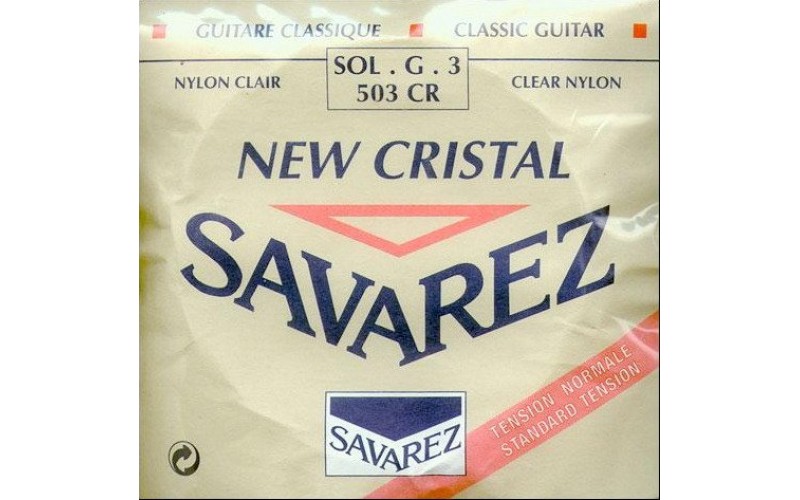 GUITARE CLASSIQUE CLASSIC GUITAR
NYLON CLAIR
SOL . G . 3
503 CR
CLEAR NYLON
NEW CRISTAL
SAVAREZ
TENSION NORMALE
STANDARD TENSION
SAVAREZ